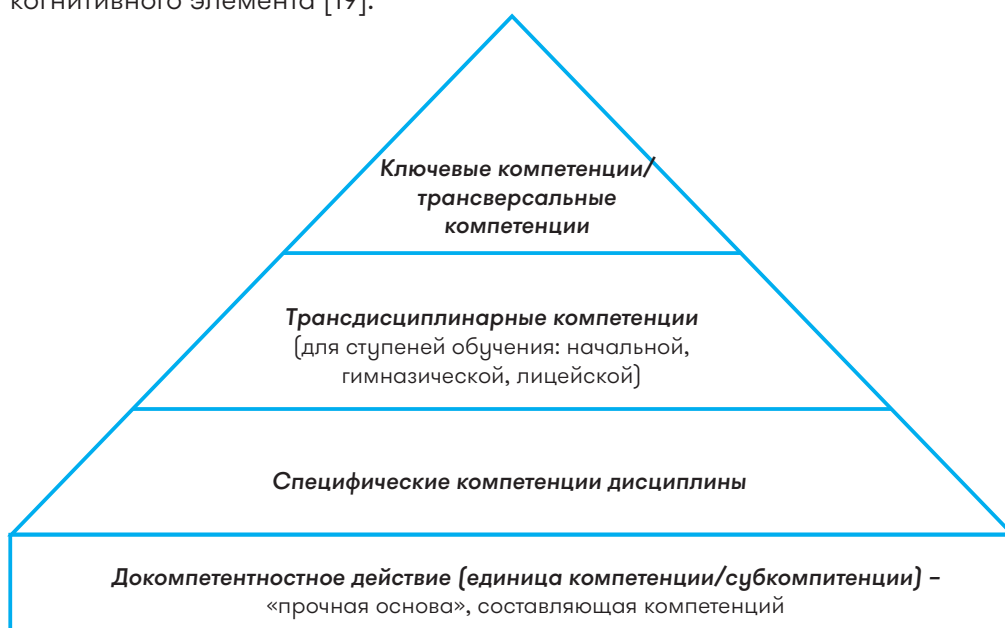 когнитивного элемента [19].
Ключевые компетенции/
трансверсальные
компетенции
Трансдисциплинарные компетенции
(для ступеней обучения: начальной,
гимназической, лицейской)
Специфические компетенции дисциплины
Докомпетентностное действие (единица компетенции/субкомпитенции) –
«прочная основа», составляющая компетенций